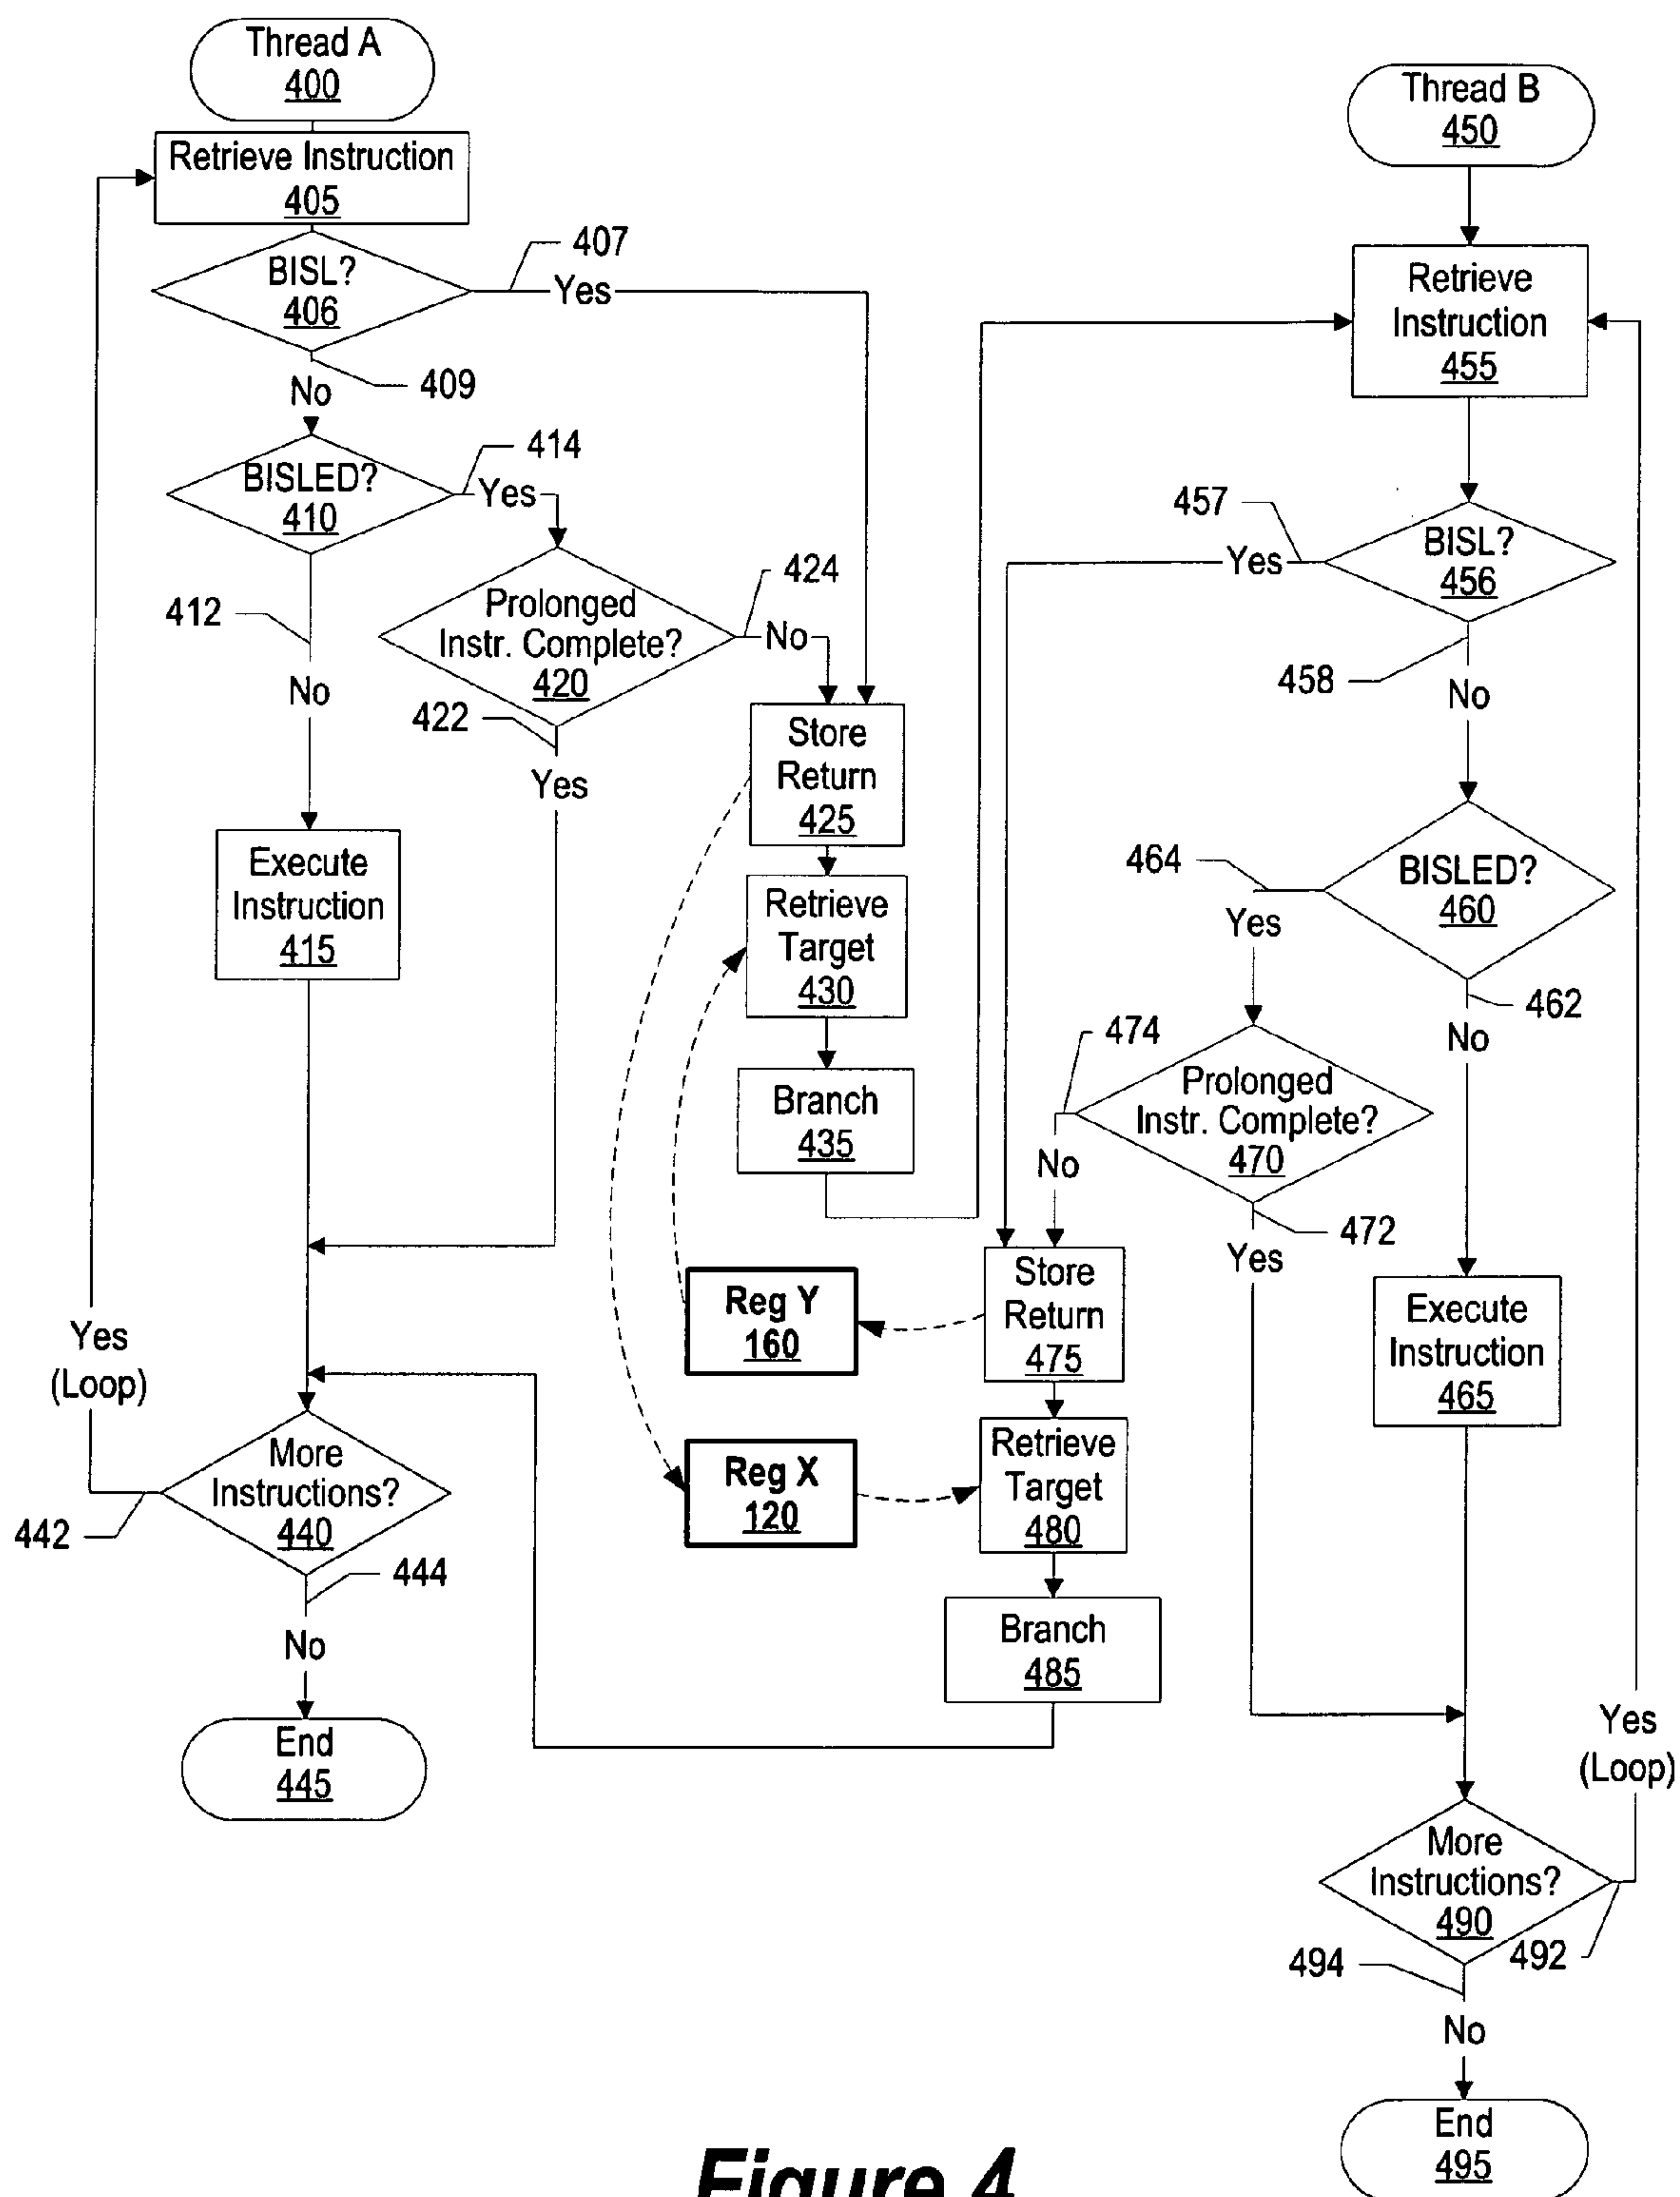 Thread A
400
Retrieve Instruction
405
BISL?
406
407
Yes
409
No
BISLED?
410
414
Yes
412
No
Prolonged
Instr. Complete?
420
424
No
422
Yes
Execute
Instruction
415
Store
Return
425
Retrieve
Target
430
Branch
435
Yes
(Loop)
More
Instructions?
440
442
444
No
End
445
Reg Y
160
Reg X
120
Thread B
450
Retrieve
Instruction
455
BISL?
456
457
Yes
458
No
BISLED?
460
464
Yes
462
No
Prolonged
Instr. Complete?
470
474
No
472
Yes
Store
Return
475
Retrieve
Target
480
Branch
485
Execute
Instruction
465
Yes
(Loop)
More
Instructions?
490
492
494
No
End
495
Figure 4